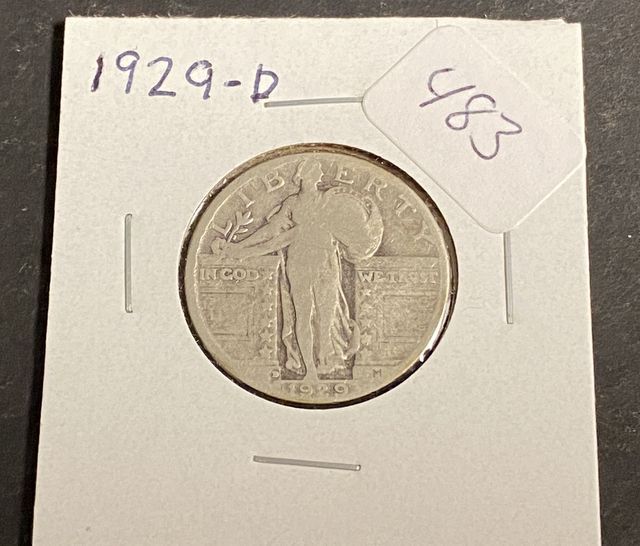 1929-D
483
LIBERTY
IN GOD WE TRUST
D M
1929